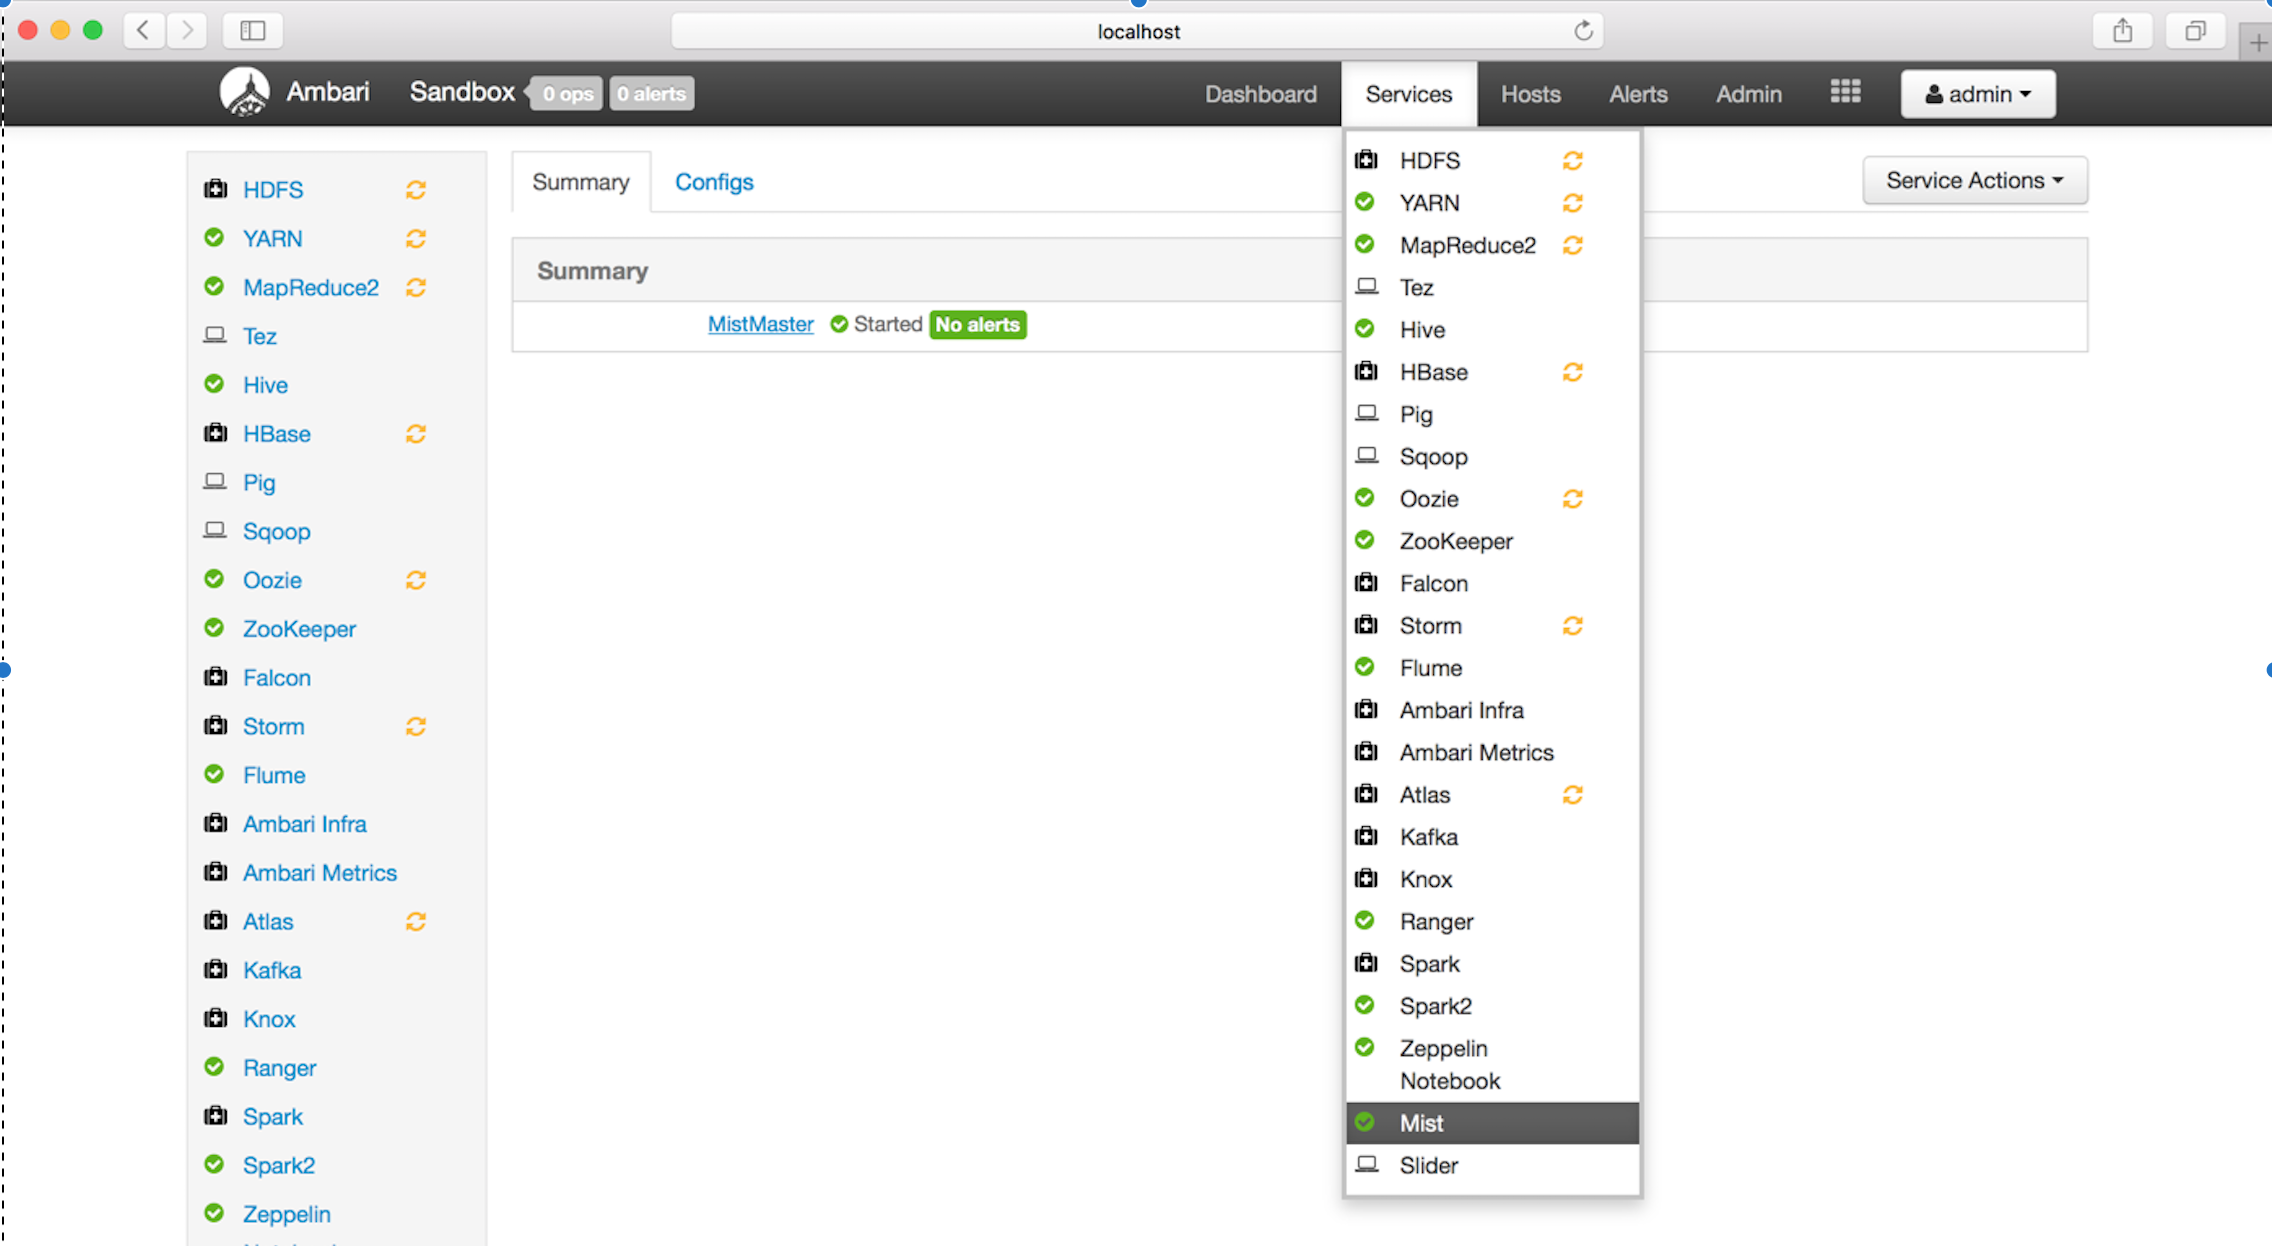 localhost
Ambari Sandbox 0 ops 0 alerts Dashboard Services Hosts Alerts Admin admin
HDFS
YARN
MapReduce2
Tez
Hive
HBase
Pig
Sqoop
Oozie
ZooKeeper
Falcon
Storm
Flume
Ambari Infra
Ambari Metrics
Atlas
Kafka
Knox
Ranger
Spark
Spark2
Zeppelin
Summary Configs
Service Actions
Summary
MistMaster Started No alerts
HDFS
YARN
MapReduce2
Tez
Hive
HBase
Pig
Sqoop
Oozie
ZooKeeper
Falcon
Storm
Flume
Ambari Infra
Ambari Metrics
Atlas
Kafka
Knox
Ranger
Spark
Spark2
Zeppelin
Notebook
Mist
Slider